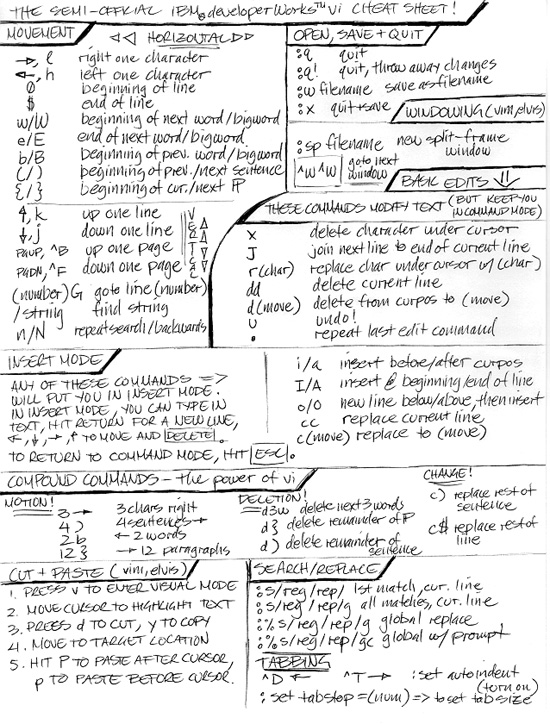 THE SEMI-OFFICIAL IBM® developerWorks™ vi CHEAT SHEET!
MOVEMENT
◁◁ HORIZONTAL ▷▷
→, l right one character
←, h left one character
0 beginning of line
$ end of line
w/W beginning of next word/bigword
e/E end of next word/bigword
b/B beginning of prev. word/bigword
(/) beginning of prev./next sentence
{/} beginning of cur./next ¶
VERTICAL
↑, k up one line
↓, j down one line
PGUP, ^B up one page
PGDN, ^F down one page
(number)G goto line (number)
/string find string
n/N repeat search/backwards
OPEN, SAVE + QUIT
:q quit
:q! quit, throw away changes
:w filename save as filename
:x quit+save
WINDOWING (vim, elvis)
:sp filename new split-frame
window
^W^W goto next
window
BASIC EDITS ⇓
THESE COMMANDS MODIFY TEXT (BUT KEEP YOU
IN COMMAND MODE)
x delete character under cursor
J join next line to end of current line
r(char) replace char under cursor w/(char)
dd delete current line
d(move) delete from curpos to (move)
u undo!
. repeat last edit command
INSERT MODE
ANY OF THESE COMMANDS =>
WILL PUT YOU IN INSERT MODE.
IN INSERT MODE, YOU CAN TYPE IN
TEXT, HIT RETURN FOR A NEW LINE,
←, ↓, →, ↑ TO MOVE AND DELETE.
TO RETURN TO COMMAND MODE, HIT ESC.
i/a insert before/after curpos
I/A insert @ beginning/end of line
o/O new line below/above, then insert
cc replace current line
c(move) replace to (move)
COMPOUND COMMANDS - the power of vi
MOTION!
3→ 3 chars right
4) 4 sentences →
2b ← 2 words
12} → 12 paragraphs
DELETION!
d3w delete next 3 words
d} delete remainder of ¶
d) delete remainder of
sentence
CHANGE!
c) replace rest of
sentence
c$ replace rest of
line
CUT + PASTE (vim, elvis)
1. PRESS v TO ENTER VISUAL MODE
2. MOVE CURSOR TO HIGHLIGHT TEXT
3. PRESS d TO CUT, y TO COPY
4. MOVE TO TARGET LOCATION
5. HIT P TO PASTE AFTER CURSOR,
p TO PASTE BEFORE CURSOR.
SEARCH/REPLACE
:s/reg/rep/ 1st match, cur. line
:s/reg/rep/g all matches, cur. line
:%s/reg/rep/g global replace
:%s/reg/rep/gc global w/ prompt
TABBING
^D ← ^T → :set autoindent
(turn on)
:set tabstop=(num) => to set tab size